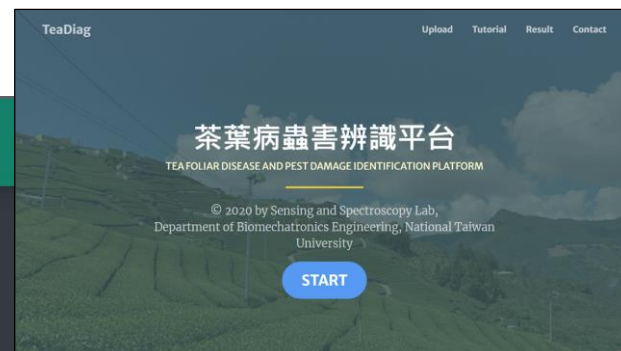 TeaDiag
Upload Tutorial Result Contact
茶葉病蟲害辨識平台
TEA FOLIAR DISEASE AND PEST DAMAGE IDENTIFICATION PLATFORM
© 2020 by Sensing and Spectroscopy Lab,
Department of Biomechatronics Engineering, National Taiwan
University
START